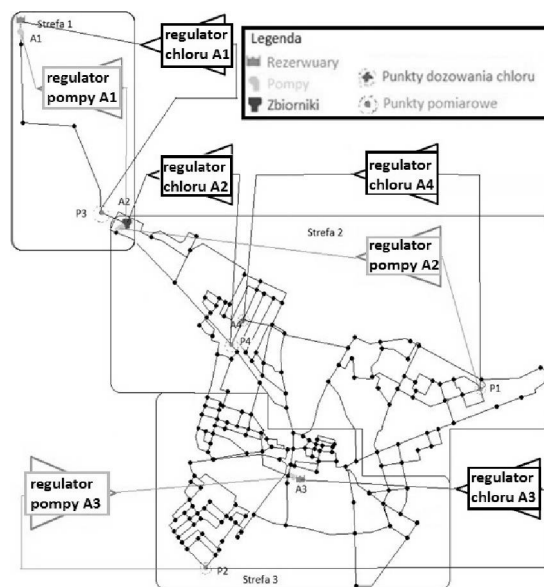 Strefa 1
A1
regulator
chloru A1
regulator
pompy A1
Legenda
Rezerwuary
Pompy
Zbiorniki
Punkty dozowania chloru
Punkty pomiarowe
regulator
chloru A2
regulator
chloru A4
P3
A2
Strefa 2
regulator
pompy A2
A4
P4
P1
regulator
pompy A3
A3
regulator
chloru A3
P2
Strefa 3